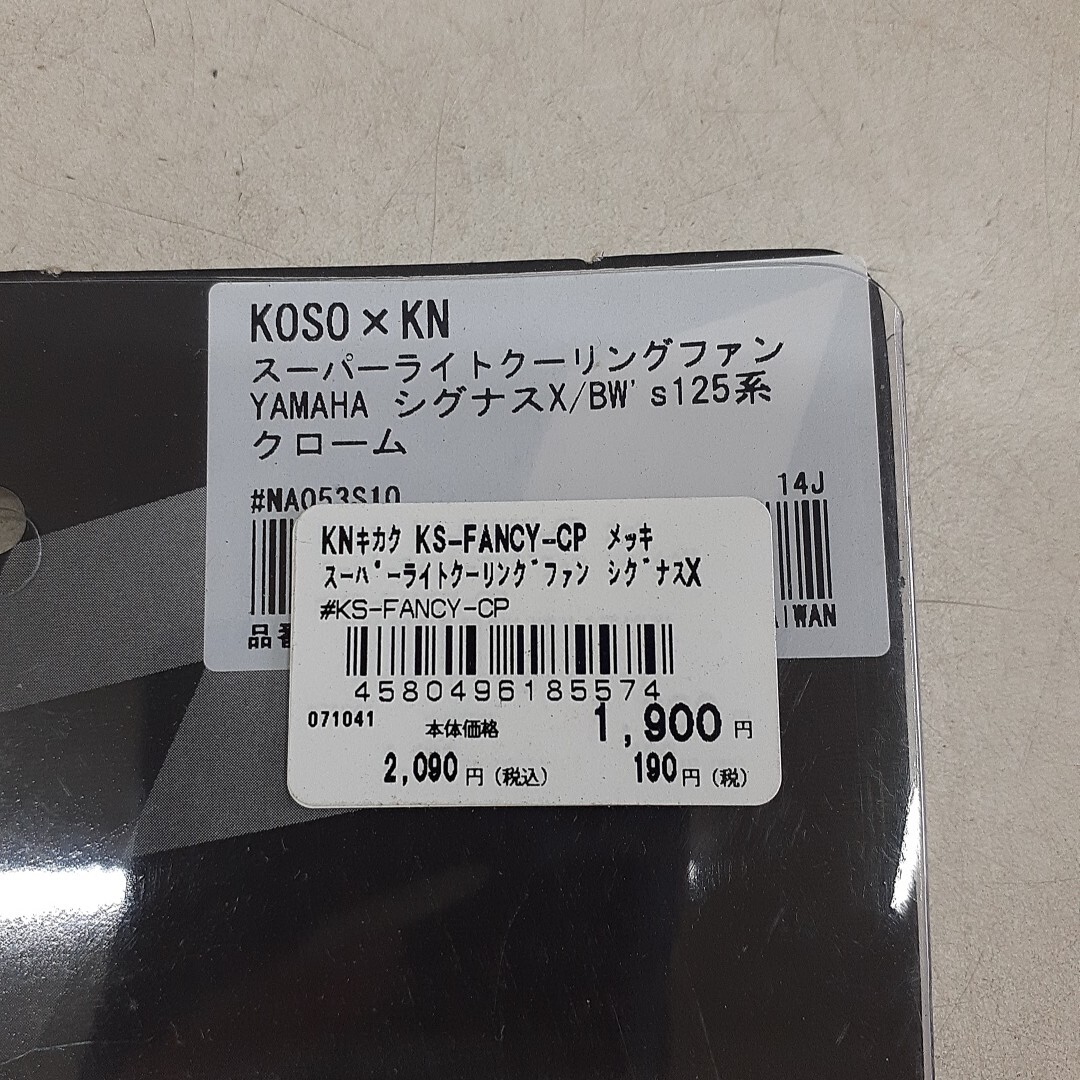 KOSO×KN
スーパーライトクーリングファン
YAMAHA シグナスX/BW's125系
クローム
#NA053S10
14J
KNキカク KS-FANCY-CP メッキ
スーパーライトクーリングファン シグナスX
#KS-FANCY-CP
AIWAN
品番
4580496185574
071041 本体価格 1,900円
2,090円(税込) 190円(税)